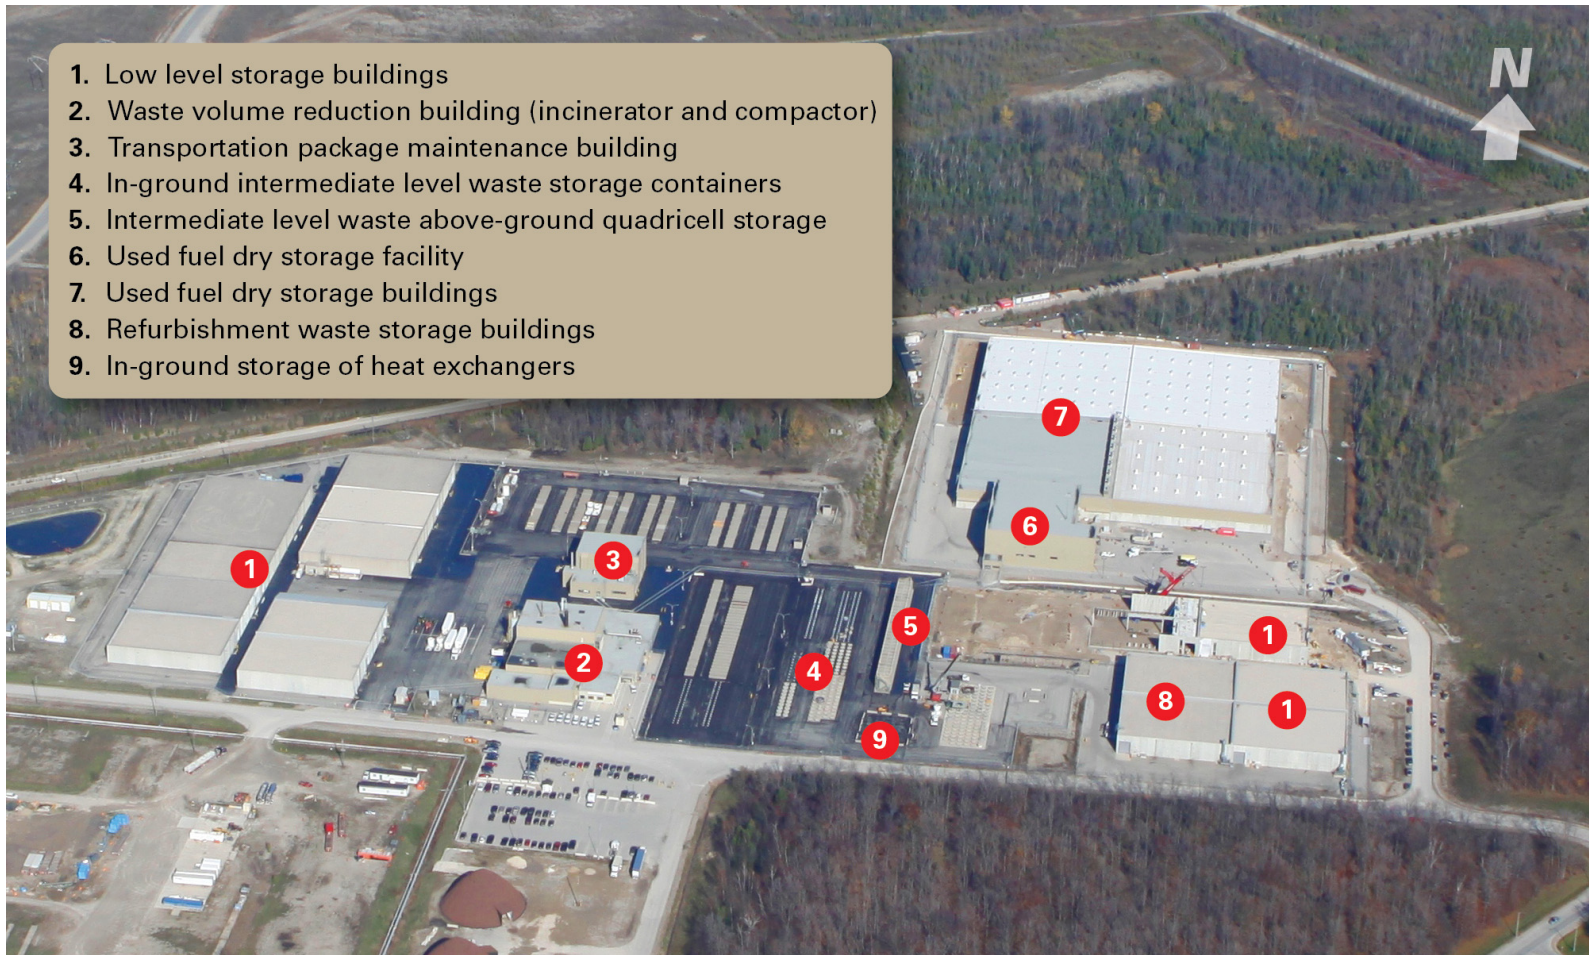 1. Low level storage buildings
2. Waste volume reduction building (incinerator and compactor)
3. Transportation package maintenance building
4. In-ground intermediate level waste storage containers
5. Intermediate level waste above-ground quadricell storage
6. Used fuel dry storage facility
7. Used fuel dry storage buildings
8. Refurbishment waste storage buildings
9. In-ground storage of heat exchangers
N
7
6
1
3
5
1
2
4
8
1
9